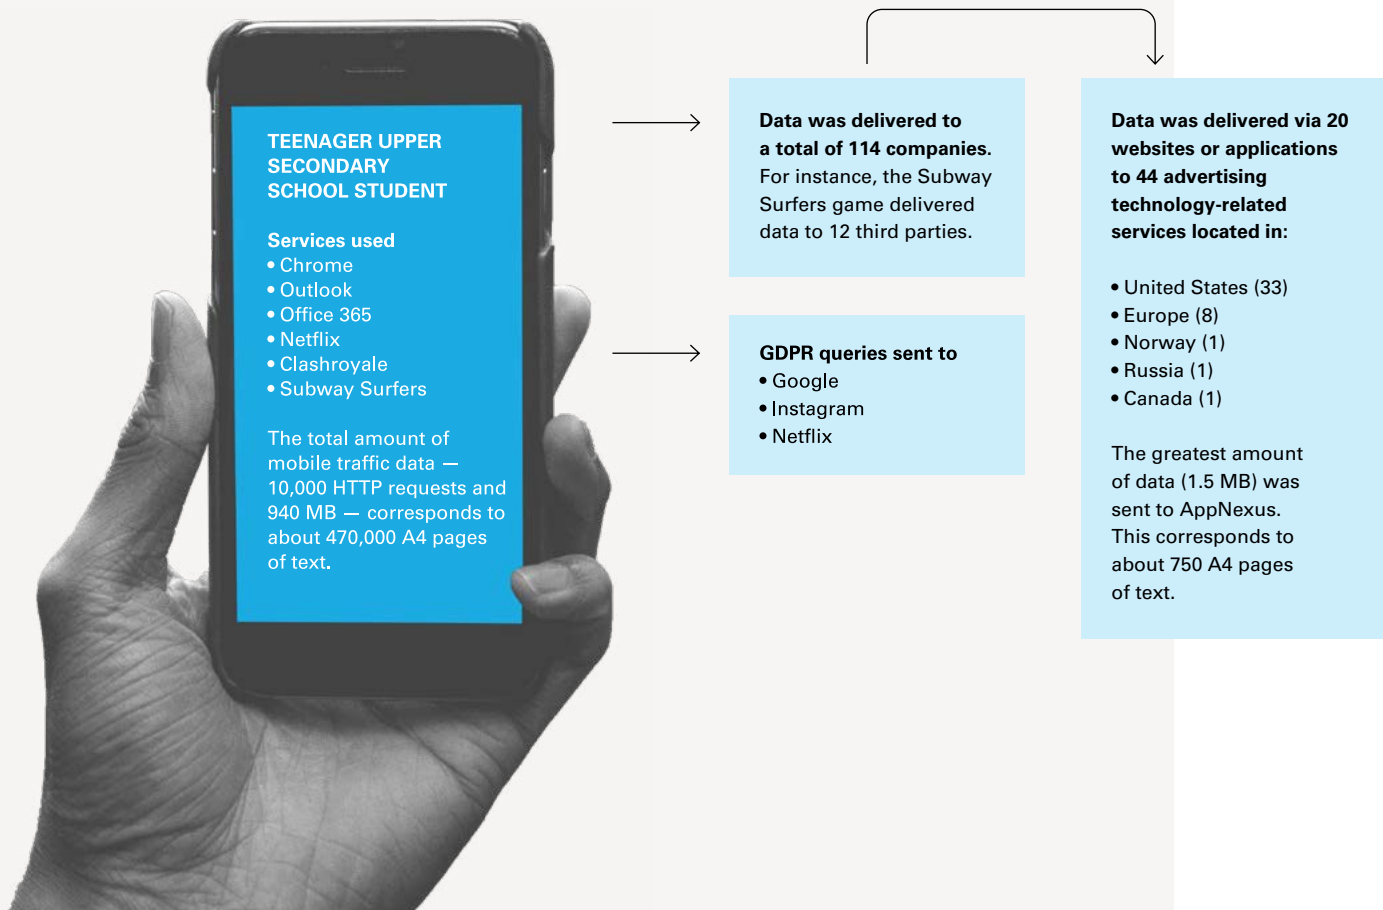 TEENAGER UPPER
SECONDARY
SCHOOL STUDENT
Services used
• Chrome
• Outlook
• Office 365
• Netflix
• Clashroyale
• Subway Surfers
The total amount of
mobile traffic data —
10,000 HTTP requests and
940 MB — corresponds to
about 470,000 A4 pages
of text.
Data was delivered to
a total of 114 companies.
For instance, the Subway
Surfers game delivered
data to 12 third parties.
GDPR queries sent to
• Google
• Instagram
• Netflix
Data was delivered via 20
websites or applications
to 44 advertising
technology-related
services located in:
• United States (33)
• Europe (8)
• Norway (1)
• Russia (1)
• Canada (1)
The greatest amount
of data (1.5 MB) was
sent to AppNexus.
This corresponds to
about 750 A4 pages
of text.